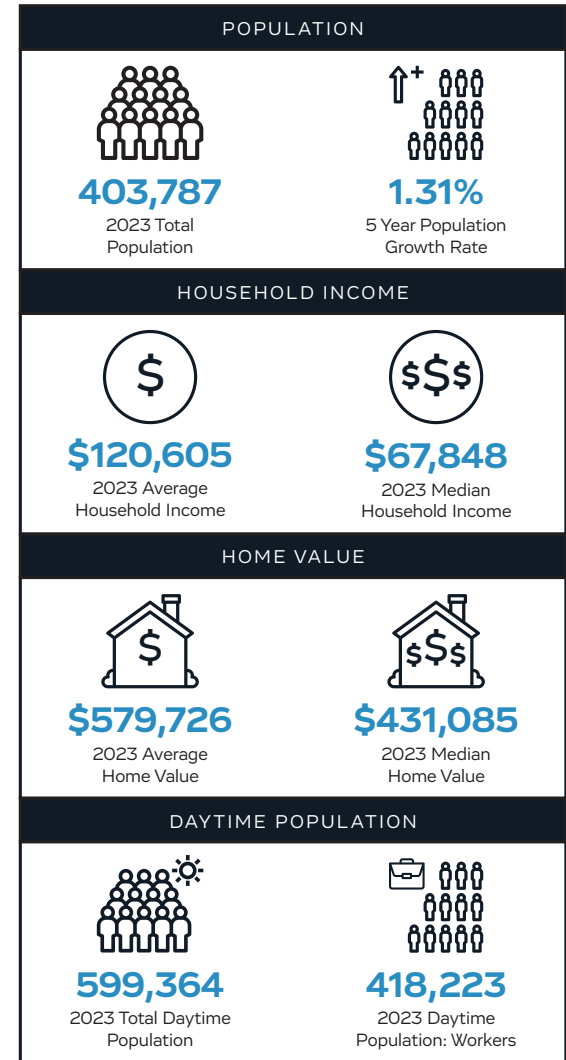 POPULATION
403,787
2023 Total
Population
1.31%
5 Year Population
Growth Rate
HOUSEHOLD INCOME
$
$120,605
2023 Average
Household Income
$$$
$67,848
2023 Median
Household Income
HOME VALUE
$
$579,726
2023 Average
Home Value
$$$
$431,085
2023 Median
Home Value
DAYTIME POPULATION
599,364
2023 Total Daytime
Population
418,223
2023 Daytime
Population: Workers